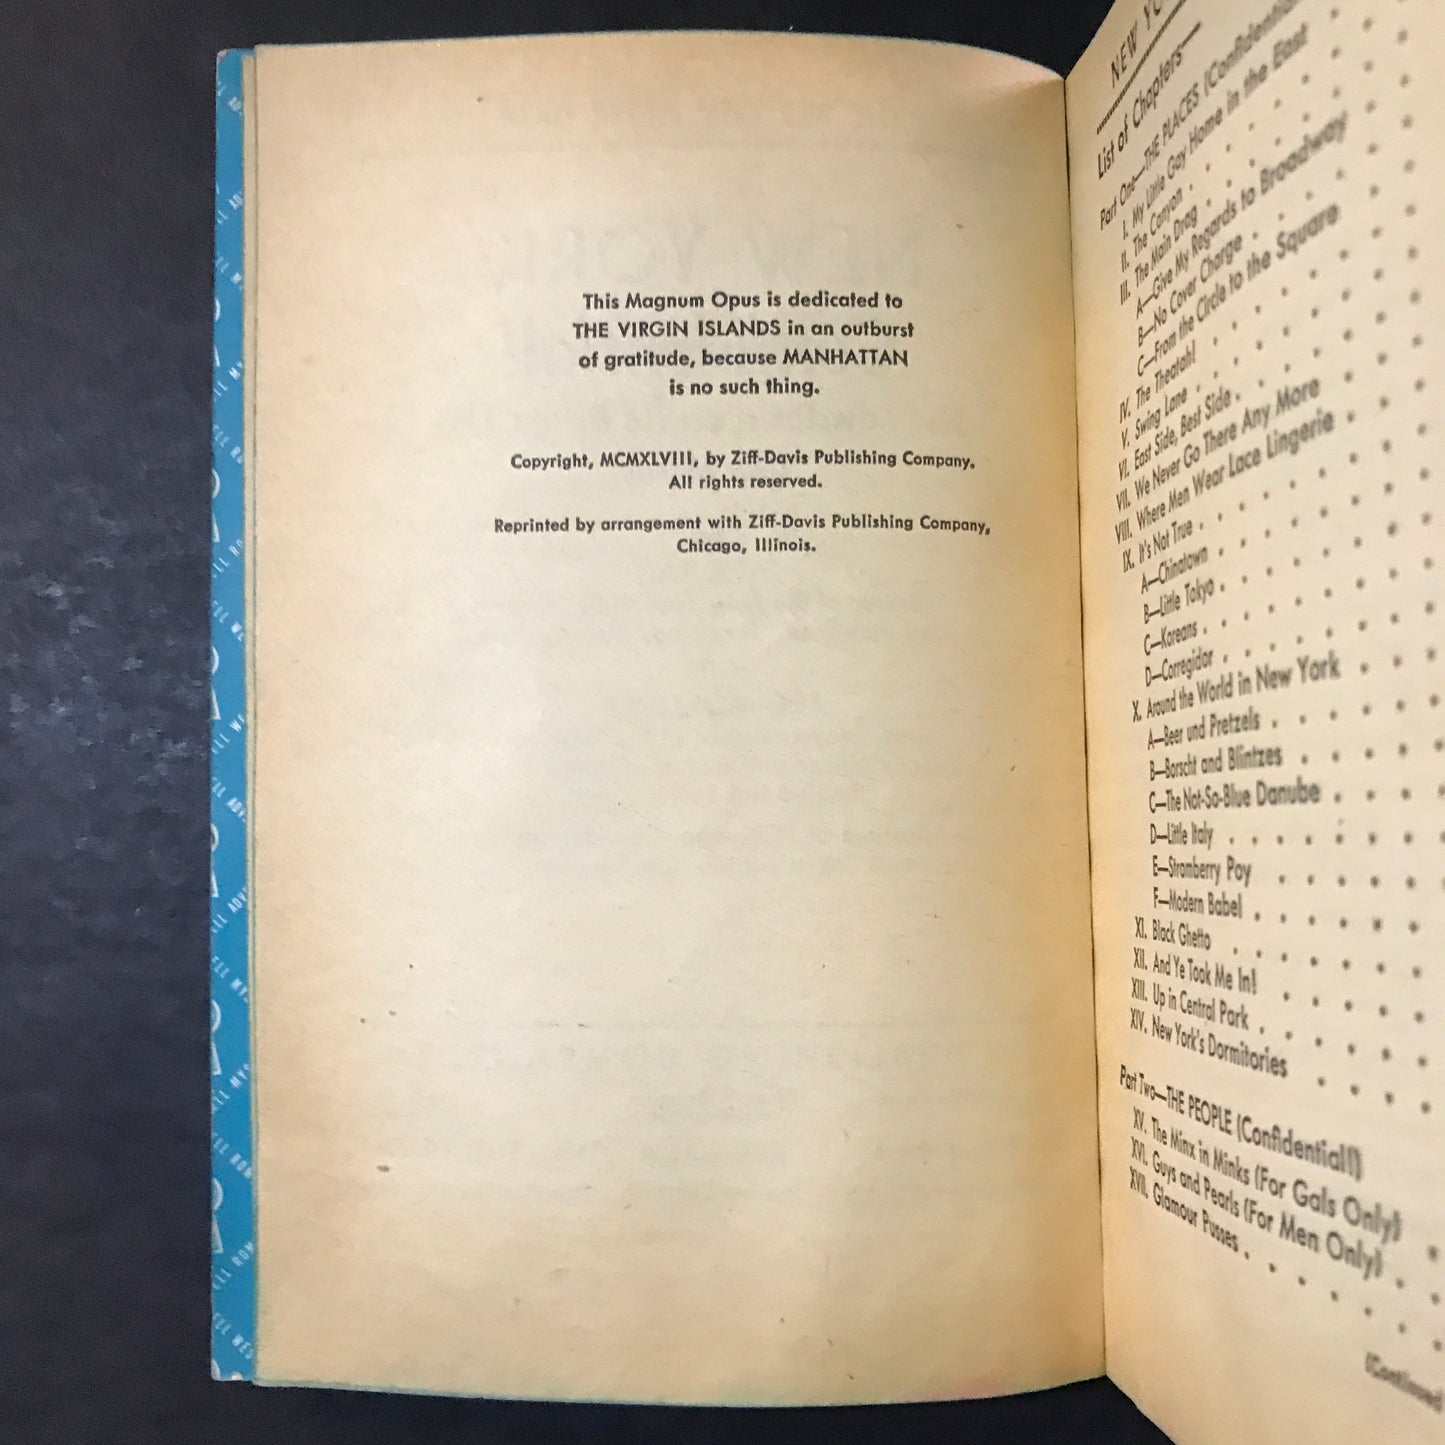 This Magnum Opus is dedicated to
THE VIRGIN ISLANDS in an outburst
of gratitude, because MANHATTAN
is no such thing.
Copyright, MCMXLVIII, by Ziff-Davis Publishing Company.
All rights reserved.
Reprinted by arrangement with Ziff-Davis Publishing Company,
Chicago, Illinois.
NEW
List of Chapters—
Part One—THE PLACES (Confidential
I. My Little Gay Home in the East
II. The Canyon
III. The Main Drag
A—Give My Regards to Broadway
B—No Cover Charge
C—From the Circle to the Square
IV. The Theatah!
V. Swing Lane
VI. East Side, Best Side
VII. We Never Go There Any More
VIII. Where Men Wear Lace Lingerie
IX. It's Not True
A—Chinatown
B—Little Tokyo
C—Koreans
D—Corregidor
X. Around the World in New York
A—Beer und Pretzels
B—Borscht and Blintzes
C—The Not-So-Blue Danube
D—Little Italy
E—Stromberry Poy
F—Modern Babel
XI. Black Ghetto
XII. And Ye Took Me In!
XIII. Up in Central Park
XIV. New York's Dormitories
Part Two—THE PEOPLE (Confidential!)
XV. The Minx in Minks (For Gals Only)
XVI. Guys and Pearls (For Men Only)
XVII. Glamour Pusses
(Continued